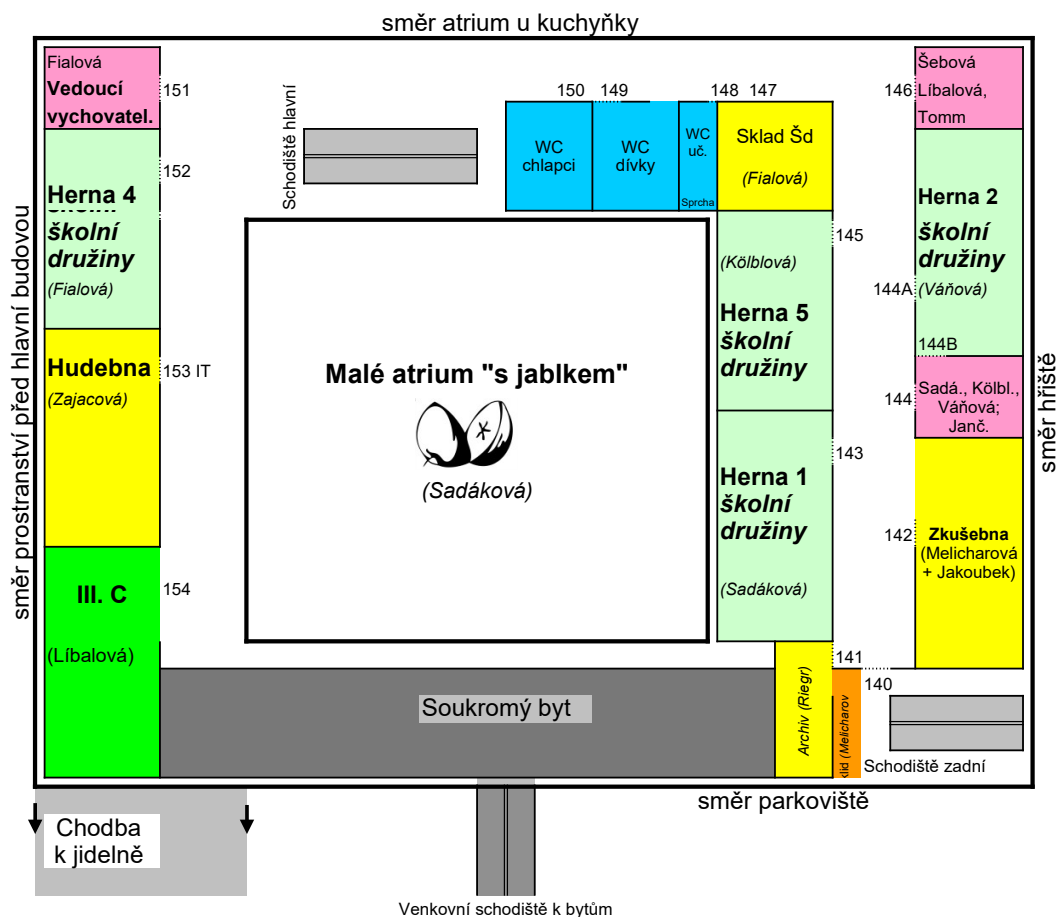 směr atrium u kuchyňky
Fialová
Vedoucí
vychovatel.
151
Schodiště hlavní
150
149
148
147
146
Šebová
Líbalová,
Tomm
WC
chlapci
WC
dívky
WC
uč.
Sprcha
Sklad Šd
(Fialová)
152
Herna 4
školní
školní
družiny
(Fialová)
145
(Kölblová)
Herna 5
školní
družiny
144A
Herna 2
školní
družiny
(Váňová)
144B
směr prostranství před hlavní budovou
Hudebna
(Zajacová)
153 IT
Malé atrium "s jablkem"
(Sadáková)
144
Sadá., Kölbl.,
Váňová;
Janč.
směr hřiště
143
Herna 1
školní
družiny
(Sadáková)
142
Zkušebna
(Melicharová
+ Jakoubek)
III. C
154
(Líbalová)
141
140
Soukromý byt
Archiv (Riegr)
klid (Melicharov
Schodiště zadní
směr parkoviště
Chodba
k jidelně
Venkovní schodiště k bytům